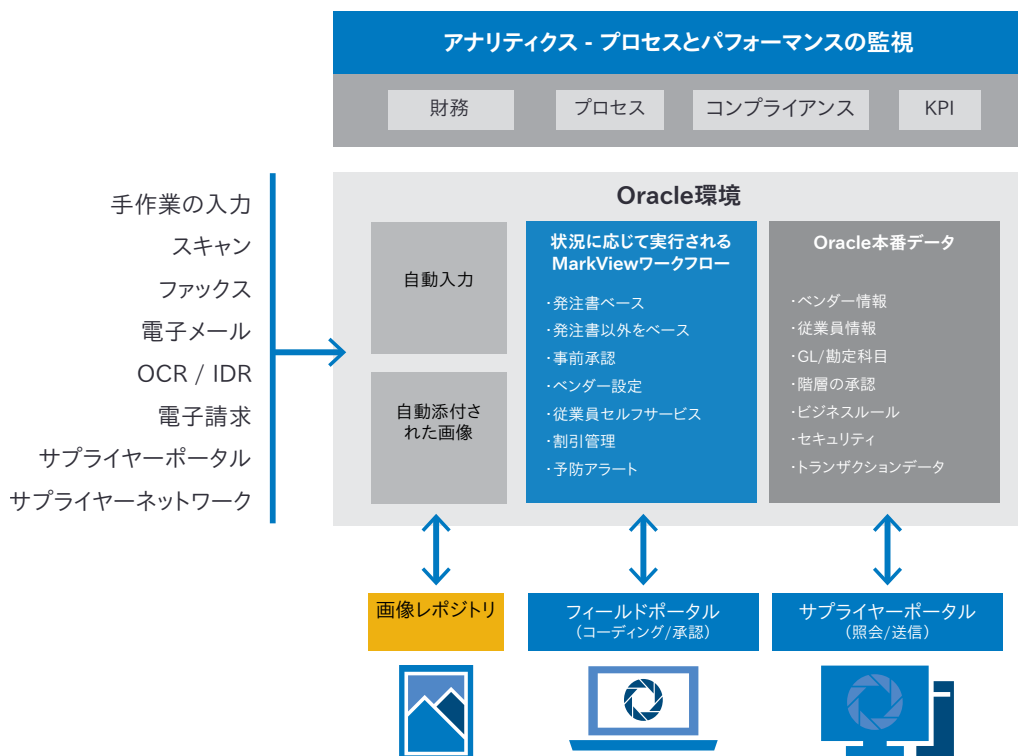 アナリティクス - プロセスとパフォーマンスの監視
財務
プロセス
コンプライアンス
KPI
手作業の入力
スキャン
ファックス
電子メール
OCR / IDR
電子請求
サプライヤーポータル
サプライヤーネットワーク
Oracle環境
自動入力
自動添付さ
れた画像
状況に応じて実行される
MarkViewワークフロー
・発注書ベース
・発注書以外をベース
・事前承認
・ベンダー設定
・従業員セルフサービス
・割引管理
・予防アラート
Oracle本番データ
・ベンダー情報
・従業員情報
・GL/勘定科目
・階層の承認
・ビジネスルール
・セキュリティ
・トランザクションデータ
画像レポジトリ
フィールドポータル
（コーディング/承認）
サプライヤーポータル
（照会/送信）